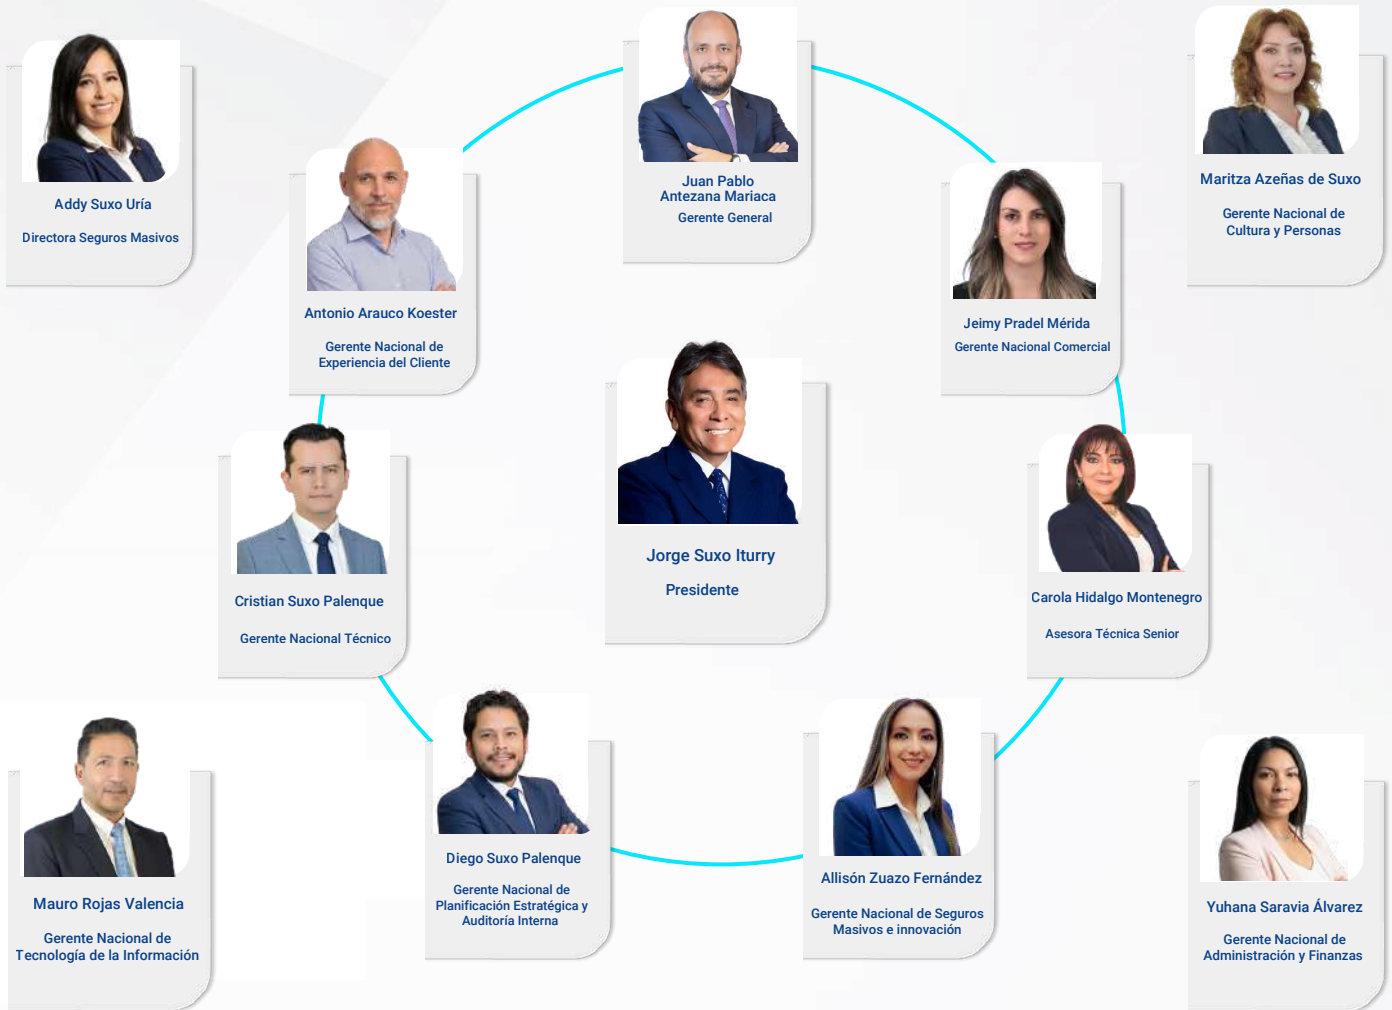 Addy Suxo Uría
Directora Seguros Masivos
Antonio Arauco Koester
Gerente Nacional de
Experiencia del Cliente
Juan Pablo
Antezana Mariaca
Gerente General
Jeimy Pradel Mérida
Gerente Nacional Comercial
Maritza Azeñas de Suxo
Gerente Nacional de
Cultura y Personas
Cristian Suxo Palenque
Gerente Nacional Técnico
Jorge Suxo Iturry
Presidente
Carola Hidalgo Montenegro
Asesora Técnica Senior
Mauro Rojas Valencia
Gerente Nacional de
Tecnología de la Información
Diego Suxo Palenque
Gerente Nacional de
Planificación Estratégica y
Auditoría Interna
Allisón Zuazo Fernández
Gerente Nacional de Seguros
Masivos e innovación
Yuhana Saravia Álvarez
Gerente Nacional de
Administración y Finanzas